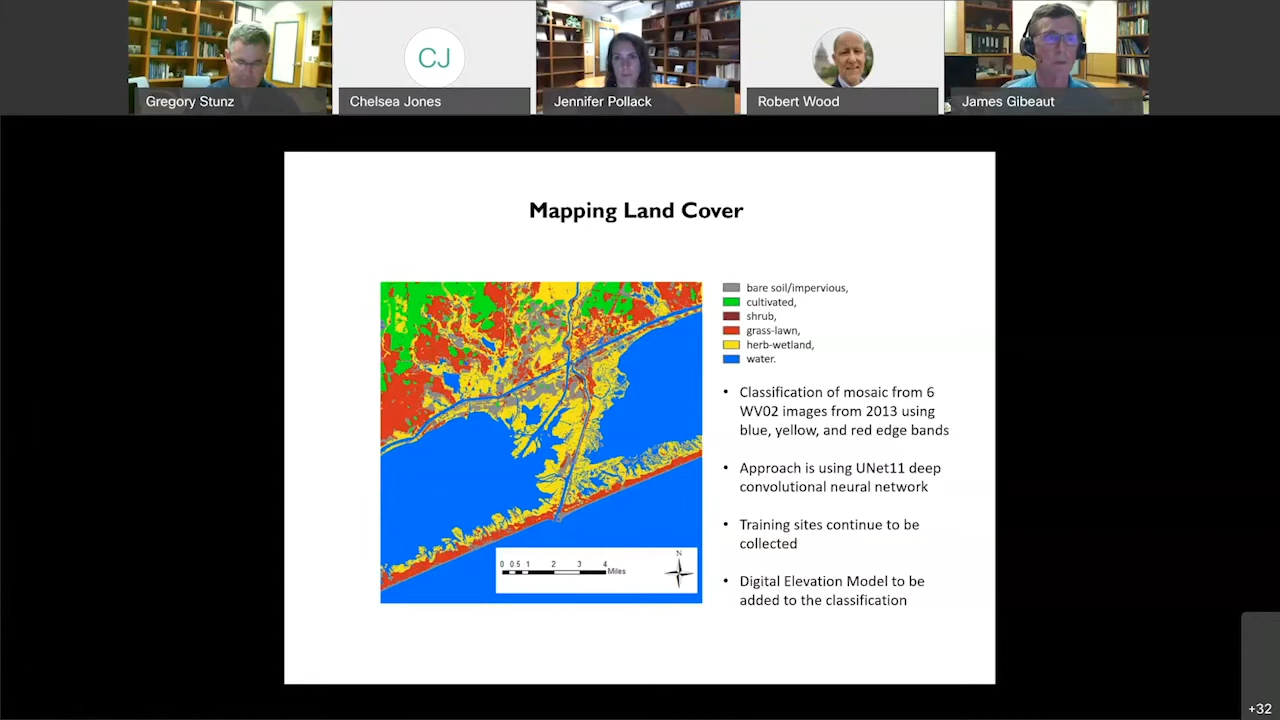 CJ
Gregory Stunz
Chelsea Jones
Jennifer Pollack
Robert Wood
James Gibeaut
Mapping Land Cover
bare soil/impervious,
cultivated,
shrub,
grass-lawn,
herb-wetland,
water.
• Classification of mosaic from 6
WV02 images from 2013 using
blue, yellow, and red edge bands
• Approach is using UNet11 deep
convolutional neural network
• Training sites continue to be
collected
• Digital Elevation Model to be
added to the classification
N
0 0.5 1 2 3 4
Miles
+32